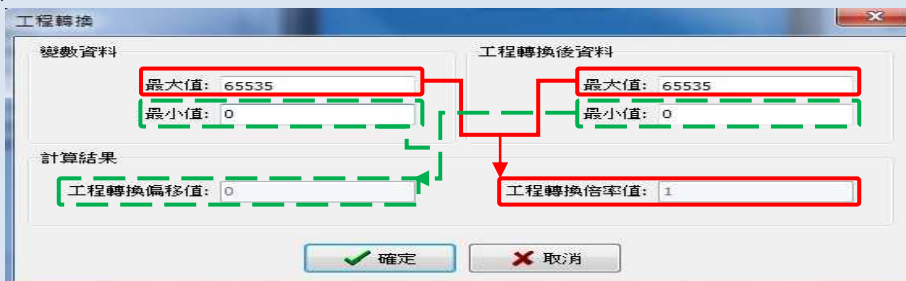 工程轉換
變數資料
最大值: 65535
最小值: 0
工程轉換後資料
最大值: 65535
最小值: 0
計算結果
工程轉換偏移值: 0
工程轉換倍率值: 1
確定
取消